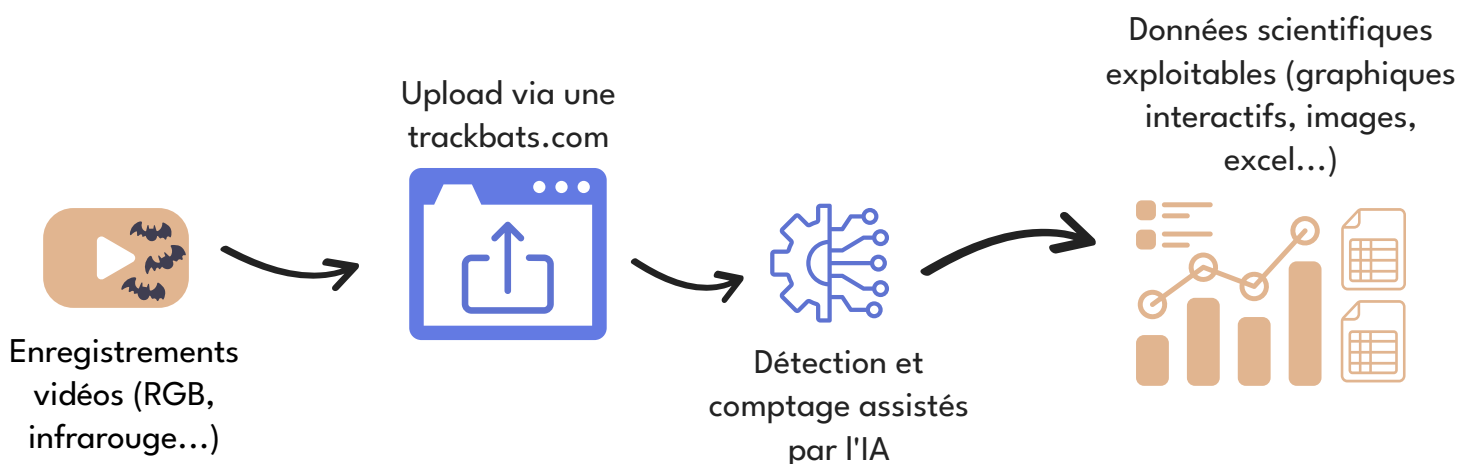 Enregistrements
vidéos (RGB,
infrarouge...)
Upload via une
trackbats.com
Détection et
comptage assistés
par l'IA
Données scientifiques
exploitables (graphiques
interactifs, images,
excel...)